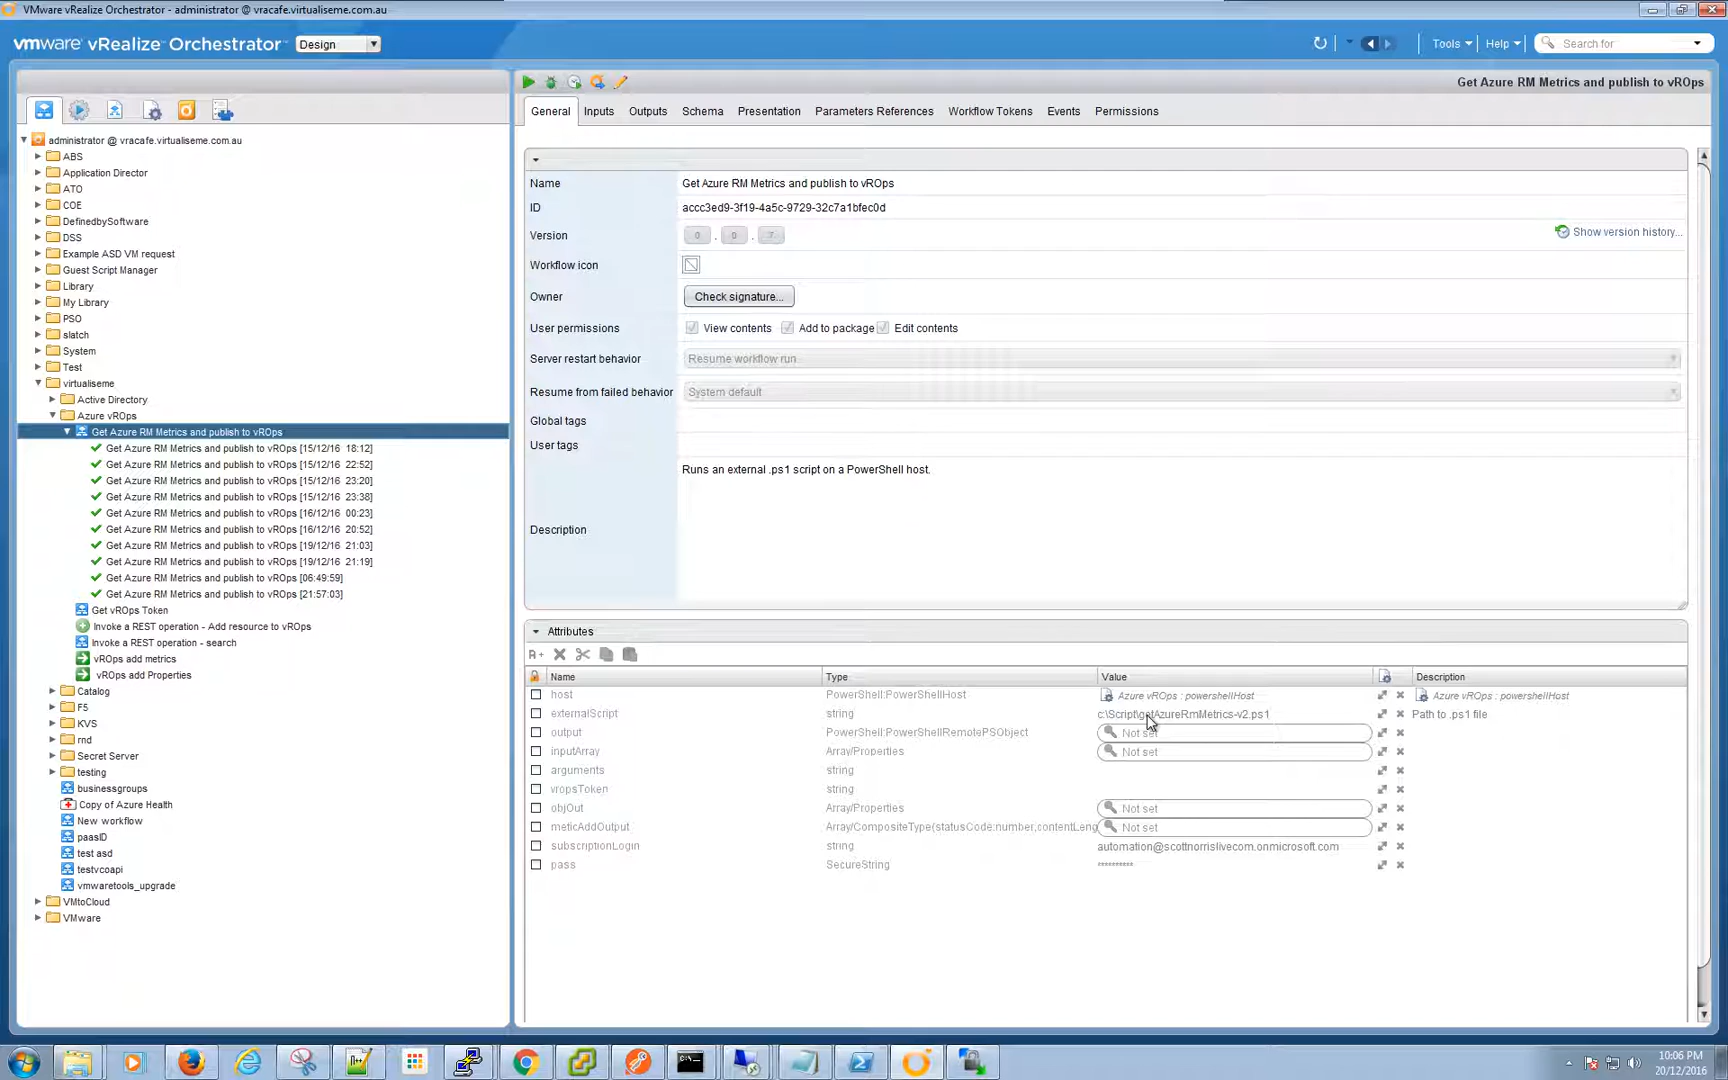 VMware vRealize Orchestrator - administrator @ vracafe.virtualiseme.com.au
vmware vRealize Orchestrator
Design
Tools
Help
Search for
Get Azure RM Metrics and publish to vROps
General
Inputs
Outputs
Schema
Presentation
Parameters References
Workflow Tokens
Events
Permissions
administrator @ vracafe.virtualiseme.com.au
ABS
Application Director
ATO
COE
DefinedbySoftware
DSS
Example ASD VM request
Guest Script Manager
Library
My Library
PSO
slatch
System
Test
virtualiseme
Active Directory
Azure vROps
Get Azure RM Metrics and publish to vROps
Get Azure RM Metrics and publish to vROps [15/12/16 18:12]
Get Azure RM Metrics and publish to vROps [15/12/16 22:52]
Get Azure RM Metrics and publish to vROps [15/12/16 23:20]
Get Azure RM Metrics and publish to vROps [15/12/16 23:38]
Get Azure RM Metrics and publish to vROps [16/12/16 00:23]
Get Azure RM Metrics and publish to vROps [16/12/16 20:52]
Get Azure RM Metrics and publish to vROps [19/12/16 21:03]
Get Azure RM Metrics and publish to vROps [19/12/16 21:19]
Get Azure RM Metrics and publish to vROps [06:49:59]
Get Azure RM Metrics and publish to vROps [21:57:03]
Get vROps Token
Invoke a REST operation - Add resource to vROps
Invoke a REST operation - search
vROps add metrics
vROps add Properties
Catalog
F5
KVS
rnd
Secret Server
testing
businessgroups
Copy of Azure Health
New workflow
paasID
test asd
testvcoapi
vmwaretools_upgrade
VMtoCloud
VMware
Name Get Azure RM Metrics and publish to vROps
ID accc3ed9-3f19-4a5c-9729-32c7a1bfec0d
Version 0 . 0 . 7
Show version history...
Workflow icon
Owner Check signature...
User permissions View contents Add to package Edit contents
Server restart behavior Resume workflow run
Resume from failed behavior System default
Global tags
User tags
Runs an external .ps1 script on a PowerShell host.
Description
Attributes
A+
Name Type Value Description
host PowerShell:PowerShellHost Azure vROps : powershellHost Azure vROps : powershellHost
externalScript string c:\Script\getAzureRmMetrics-v2.ps1 Path to .ps1 file
output PowerShell:PowerShellRemotePSObject Not set
inputArray Array/Properties Not set
arguments string
vropsToken string
objOut Array/Properties Not set
meticAddOutput Array/CompositeType(statusCode:number,contentLeng Not set
subscriptionLogin string automation@scottnorrislivecom.onmicrosoft.com
pass SecureString **********
10:06 PM
20/12/2016